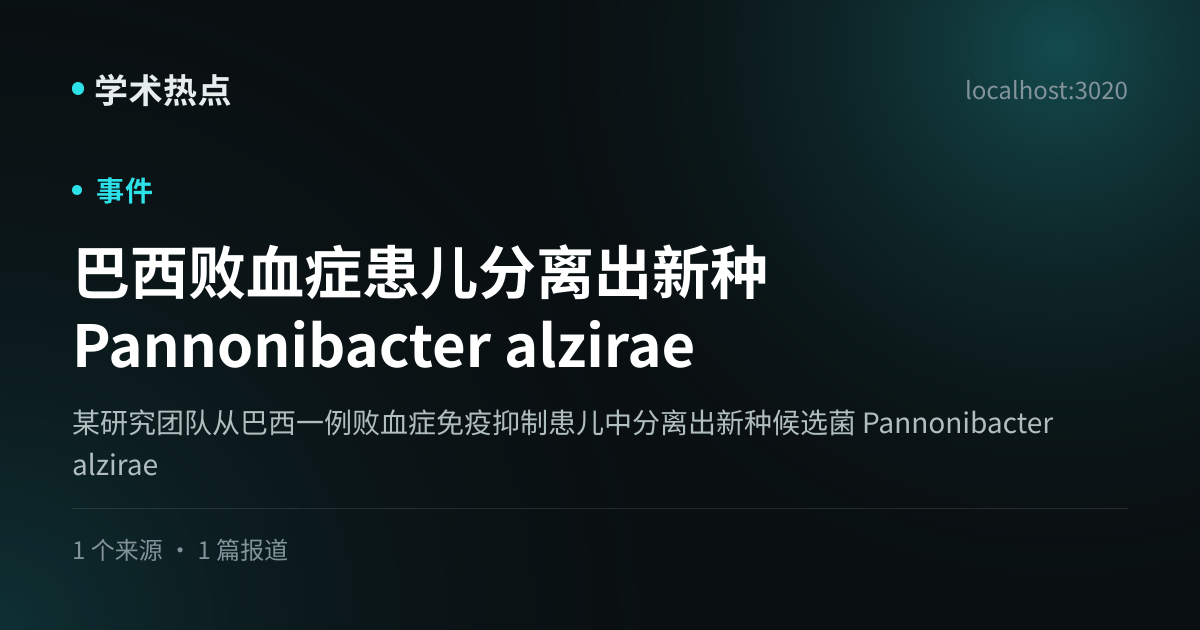 学术热点
localhost:3020
事件
巴西败血症患儿分离出新种
Pannonibacter alzirae
某研究团队从巴西一例败血症免疫抑制患儿中分离出新种候选菌 Pannonibacter
alzirae
1 个来源 · 1 篇报道